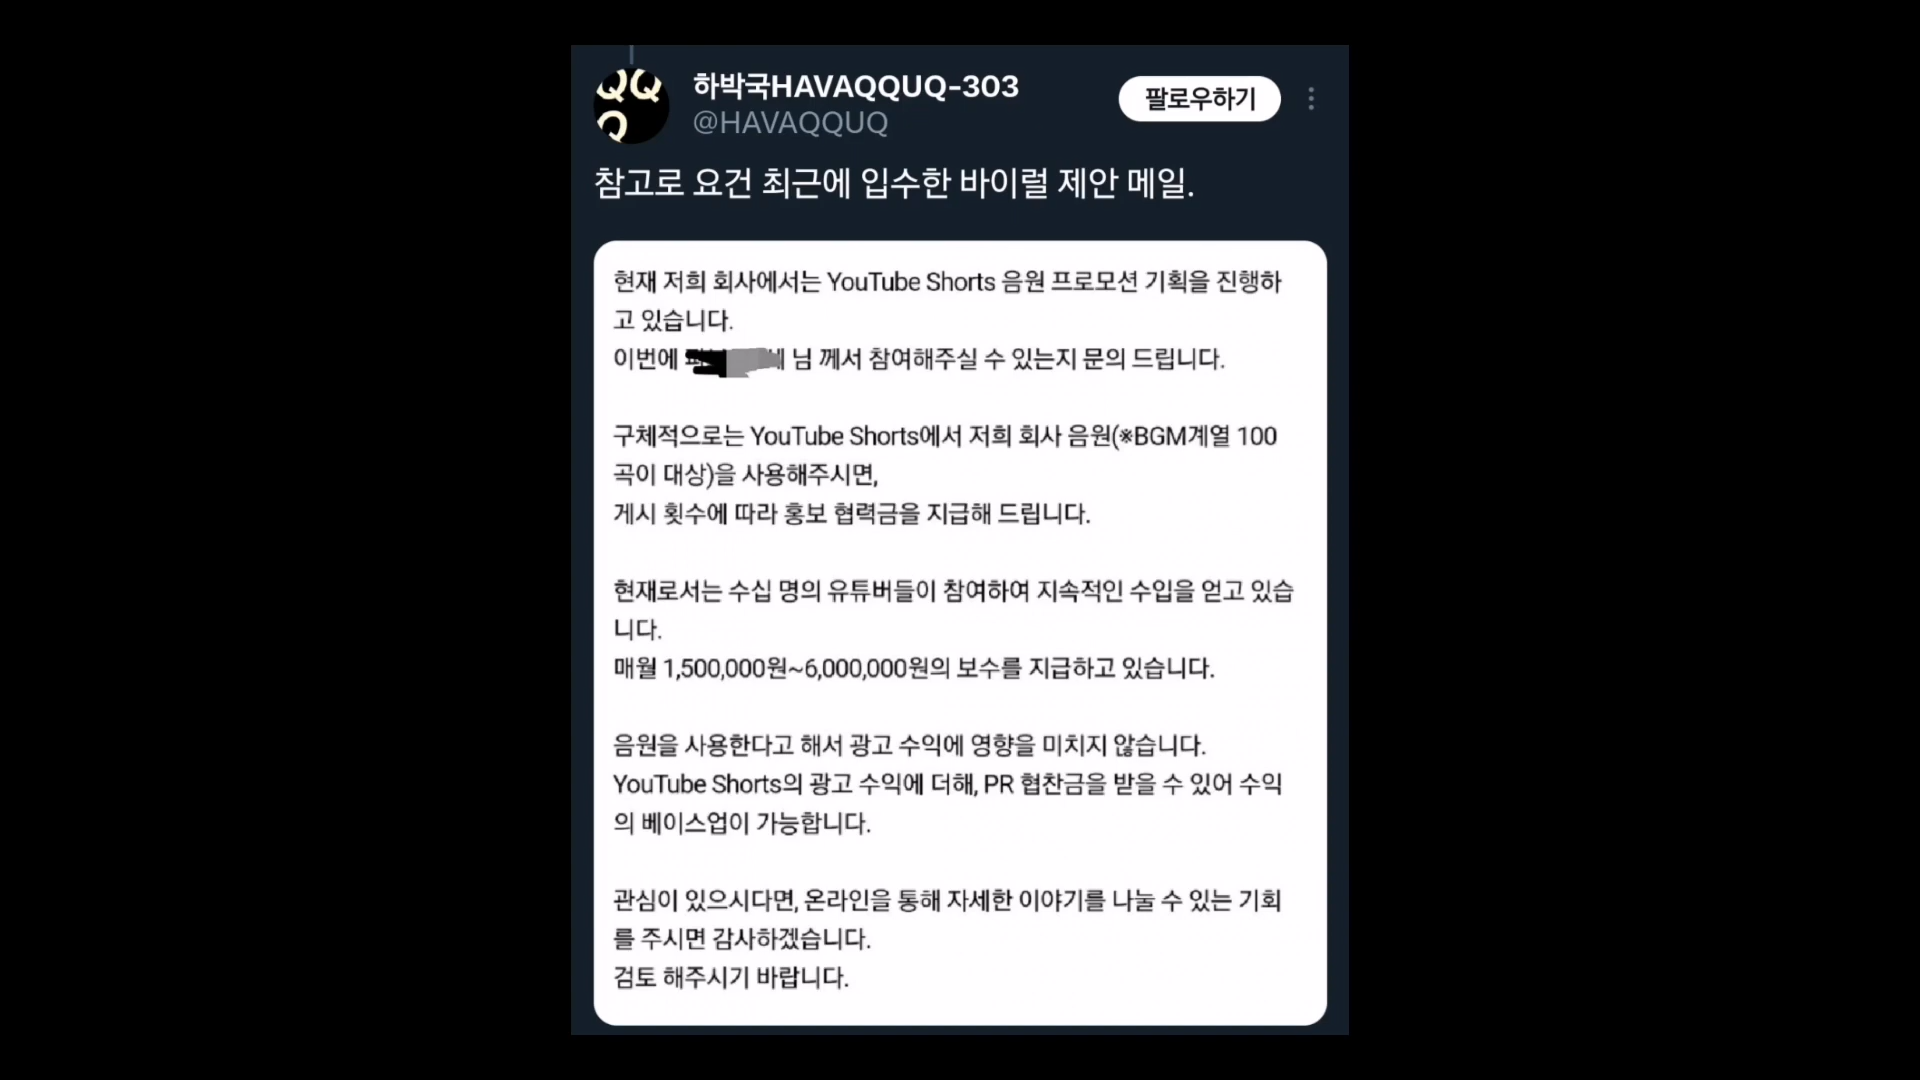 하박국HAVAQQUQ-303
@HAVAQQUQ
팔로우하기
참고로 요건 최근에 입수한 바이럴 제안 메일.
현재 저희 회사에서는 YouTube Shorts 음원 프로모션 기획을 진행하
고 있습니다.
이번에 님 께서 참여해주실 수 있는지 문의 드립니다.
구체적으로는 YouTube Shorts에서 저희 회사 음원(※BGM계열 100
곡이 대상)을 사용해주시면,
게시 횟수에 따라 홍보 협력금을 지급해 드립니다.
현재로서는 수십 명의 유튜버들이 참여하여 지속적인 수입을 얻고 있습
니다.
매월 1,500,000원~6,000,000원의 보수를 지급하고 있습니다.
음원을 사용한다고 해서 광고 수익에 영향을 미치지 않습니다.
YouTube Shorts의 광고 수익에 더해, PR 협찬금을 받을 수 있어 수익
의 베이스업이 가능합니다.
관심이 있으시다면, 온라인을 통해 자세한 이야기를 나눌 수 있는 기회
를 주시면 감사하겠습니다.
검토 해주시기 바랍니다.